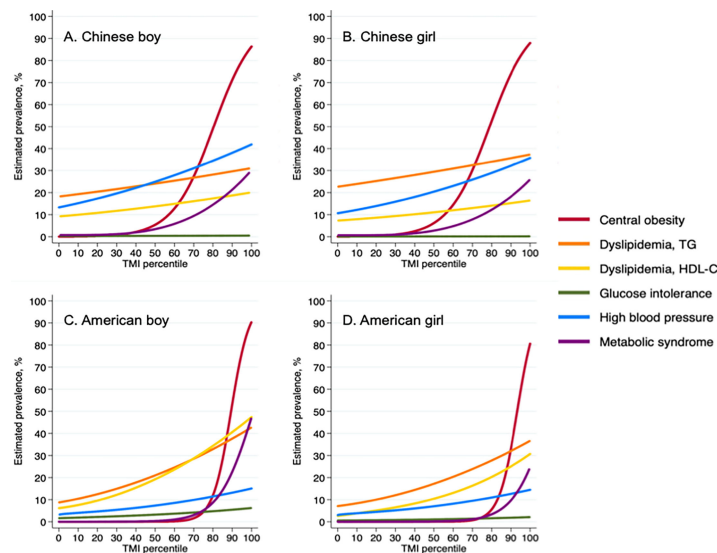 A. Chinese boy
Estimated prevalence, %
100
90
80
70
60
50
40
30
20
10
0
0 10 20 30 40 50 60 70 80 90 100
TMI percentile
B. Chinese girl
Estimated prevalence, %
100
90
80
70
60
50
40
30
20
10
0
0 10 20 30 40 50 60 70 80 90 100
TMI percentile
Central obesity
Dyslipidemia, TG
Dyslipidemia, HDL-C
Glucose intolerance
High blood pressure
Metabolic syndrome
C. American boy
Estimated prevalence, %
100
90
80
70
60
50
40
30
20
10
0
0 10 20 30 40 50 60 70 80 90 100
TMI percentile
D. American girl
Estimated prevalence, %
100
90
80
70
60
50
40
30
20
10
0
0 10 20 30 40 50 60 70 80 90 100
TMI percentile